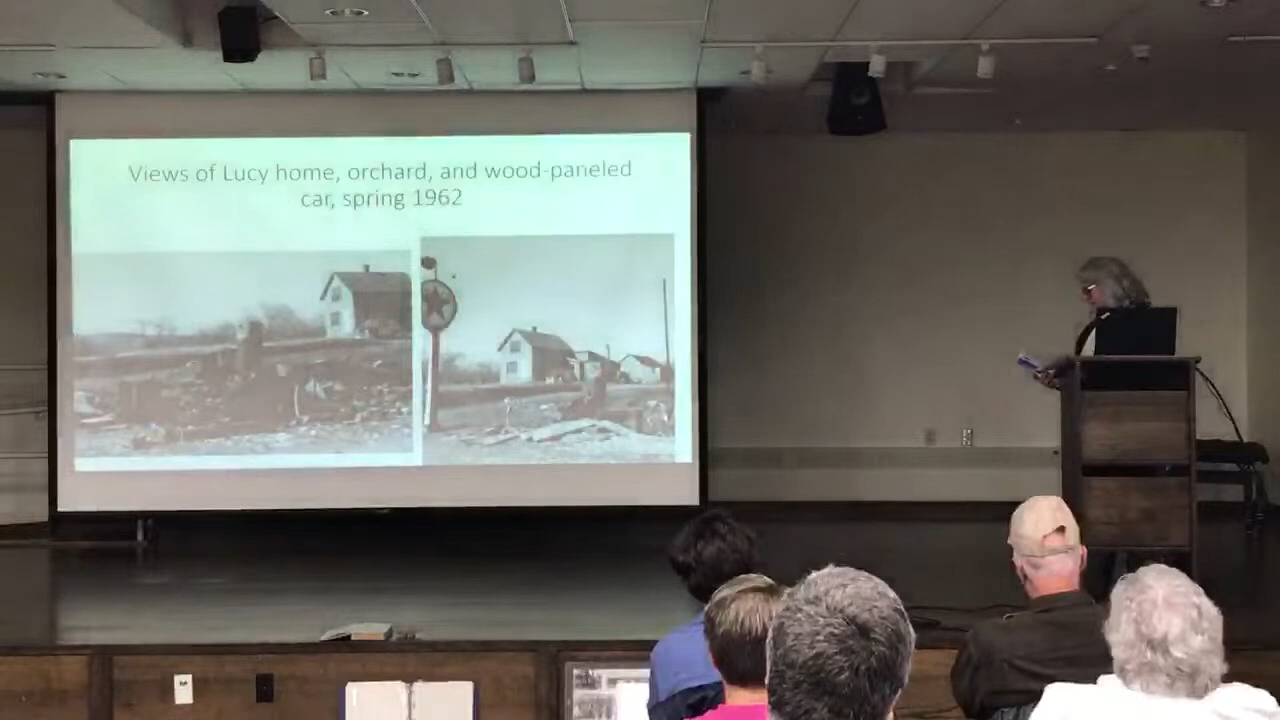 Views of Lucy home, orchard, and wood-paneled
car, spring 1962